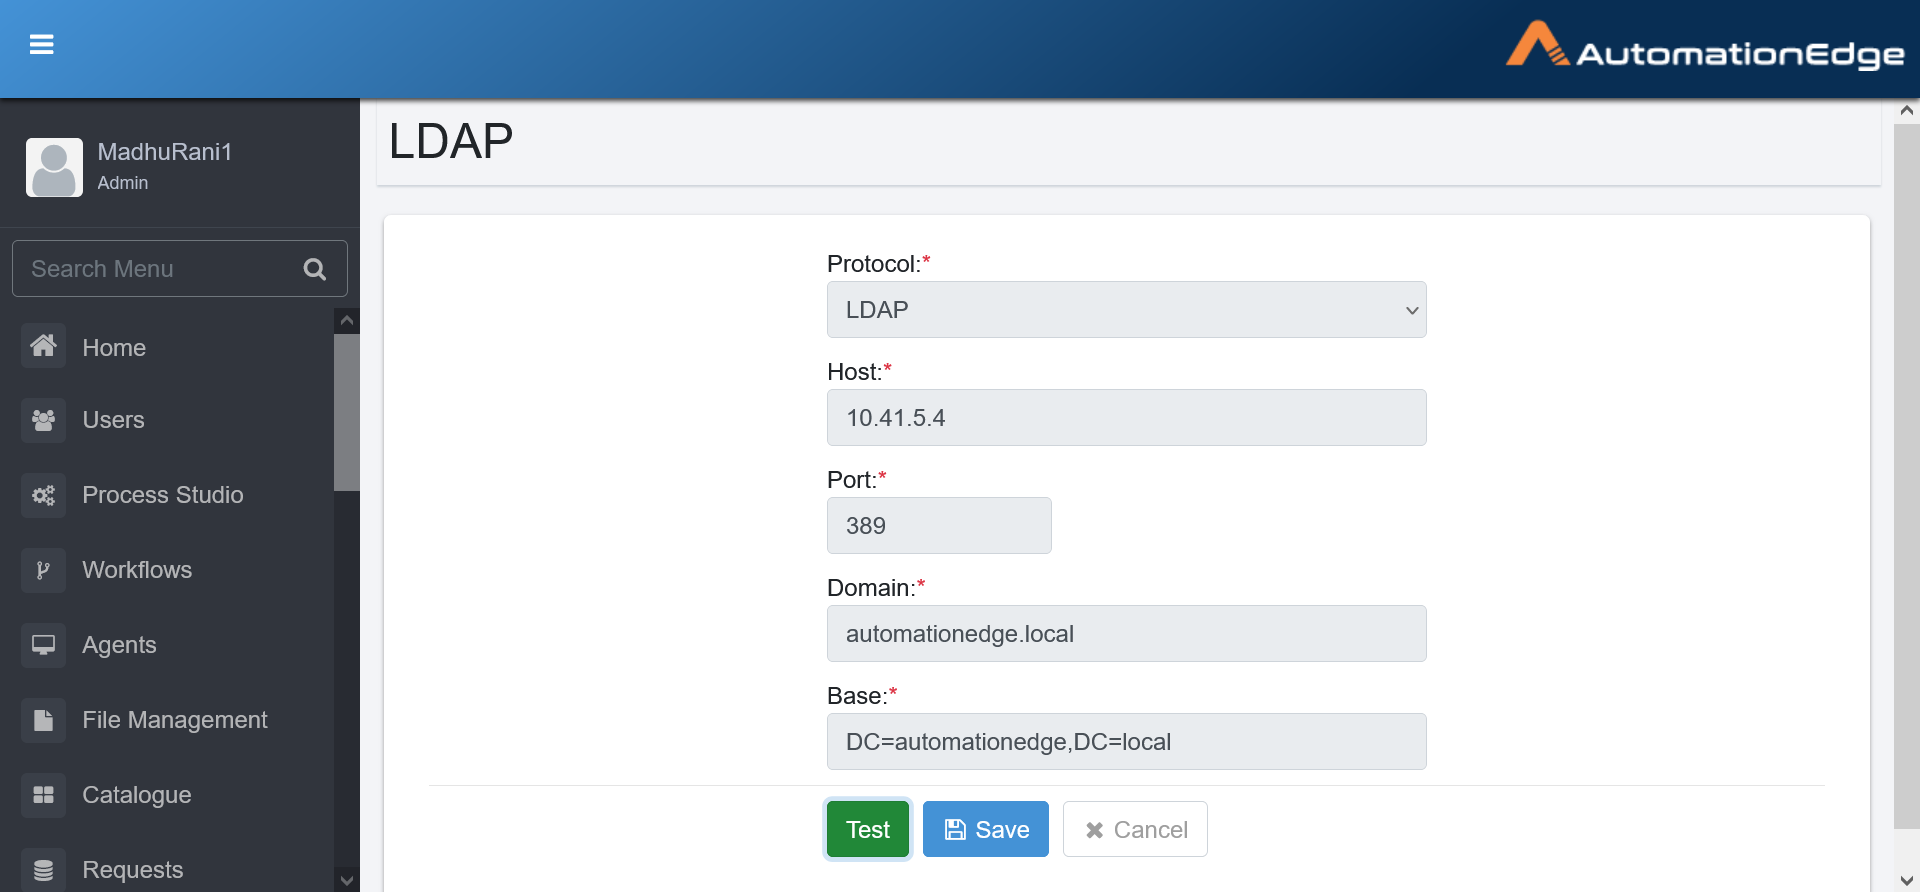 AutomationEdge
MadhuRani1
Admin
Search Menu
Home
Users
Process Studio
Workflows
Agents
File Management
Catalogue
Requests
LDAP
Protocol:*
LDAP
Host:*
10.41.5.4
Port:*
389
Domain:*
automationedge.local
Base:*
DC=automationedge,DC=local
Test
Save
Cancel